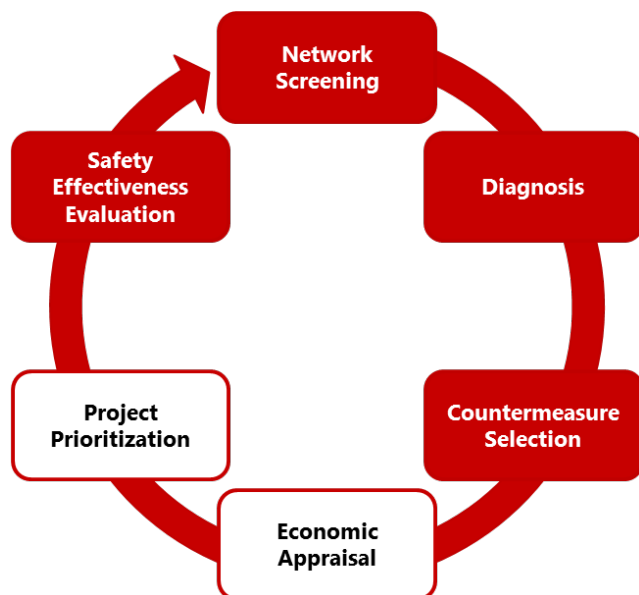 Network
Screening
Diagnosis
Countermeasure
Selection
Economic
Appraisal
Project
Prioritization
Safety
Effectiveness
Evaluation